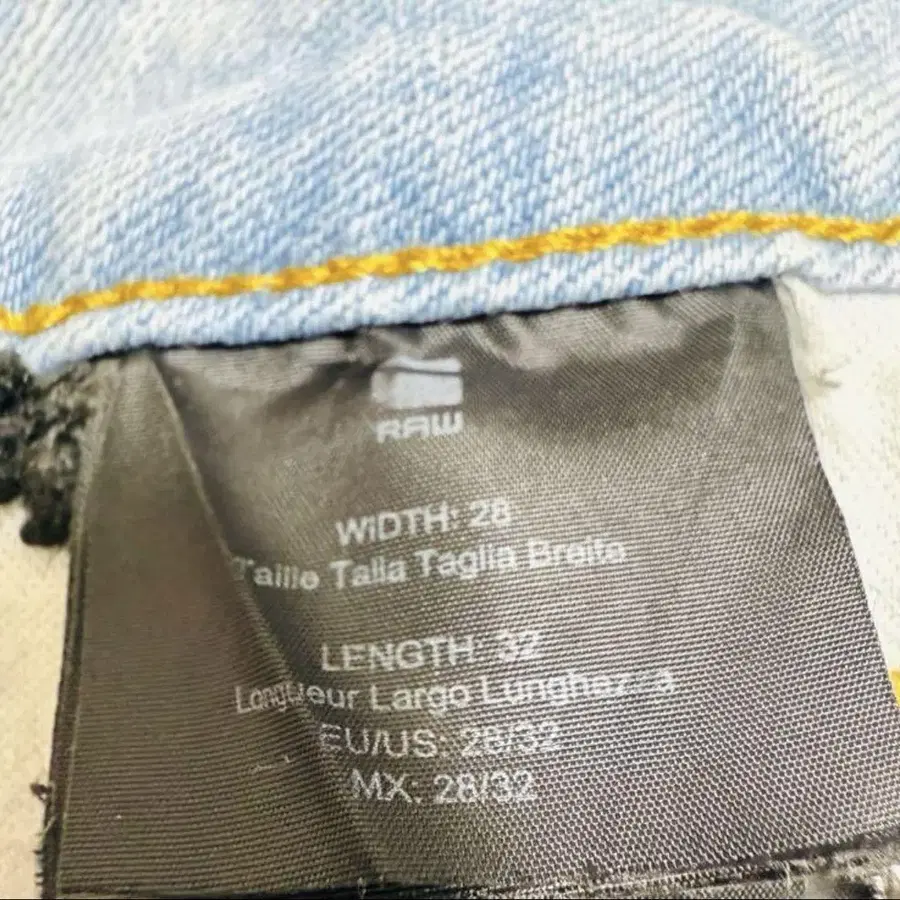 RAW
WIDTH: 28
Taille Talla Taglia Breite
LENGTH: 32
Longueur Largo Lunghezza
EU/US: 28/32
MX: 28/32